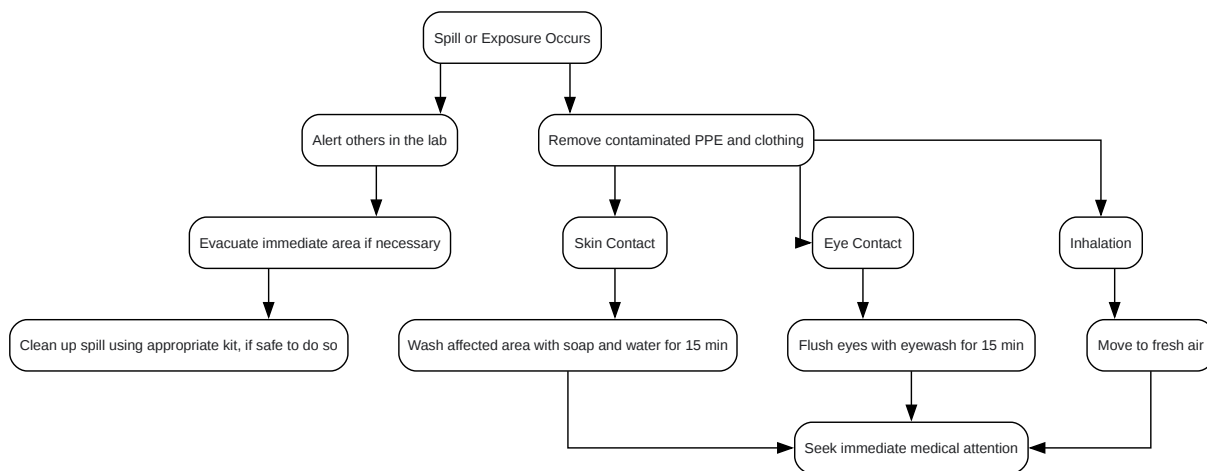 Spill or Exposure Occurs
Alert others in the lab
Remove contaminated PPE and clothing
Evacuate immediate area if necessary
Skin Contact
Eye Contact
Inhalation
Clean up spill using appropriate kit, if safe to do so
Wash affected area with soap and water for 15 min
Flush eyes with eyewash for 15 min
Move to fresh air
Seek immediate medical attention